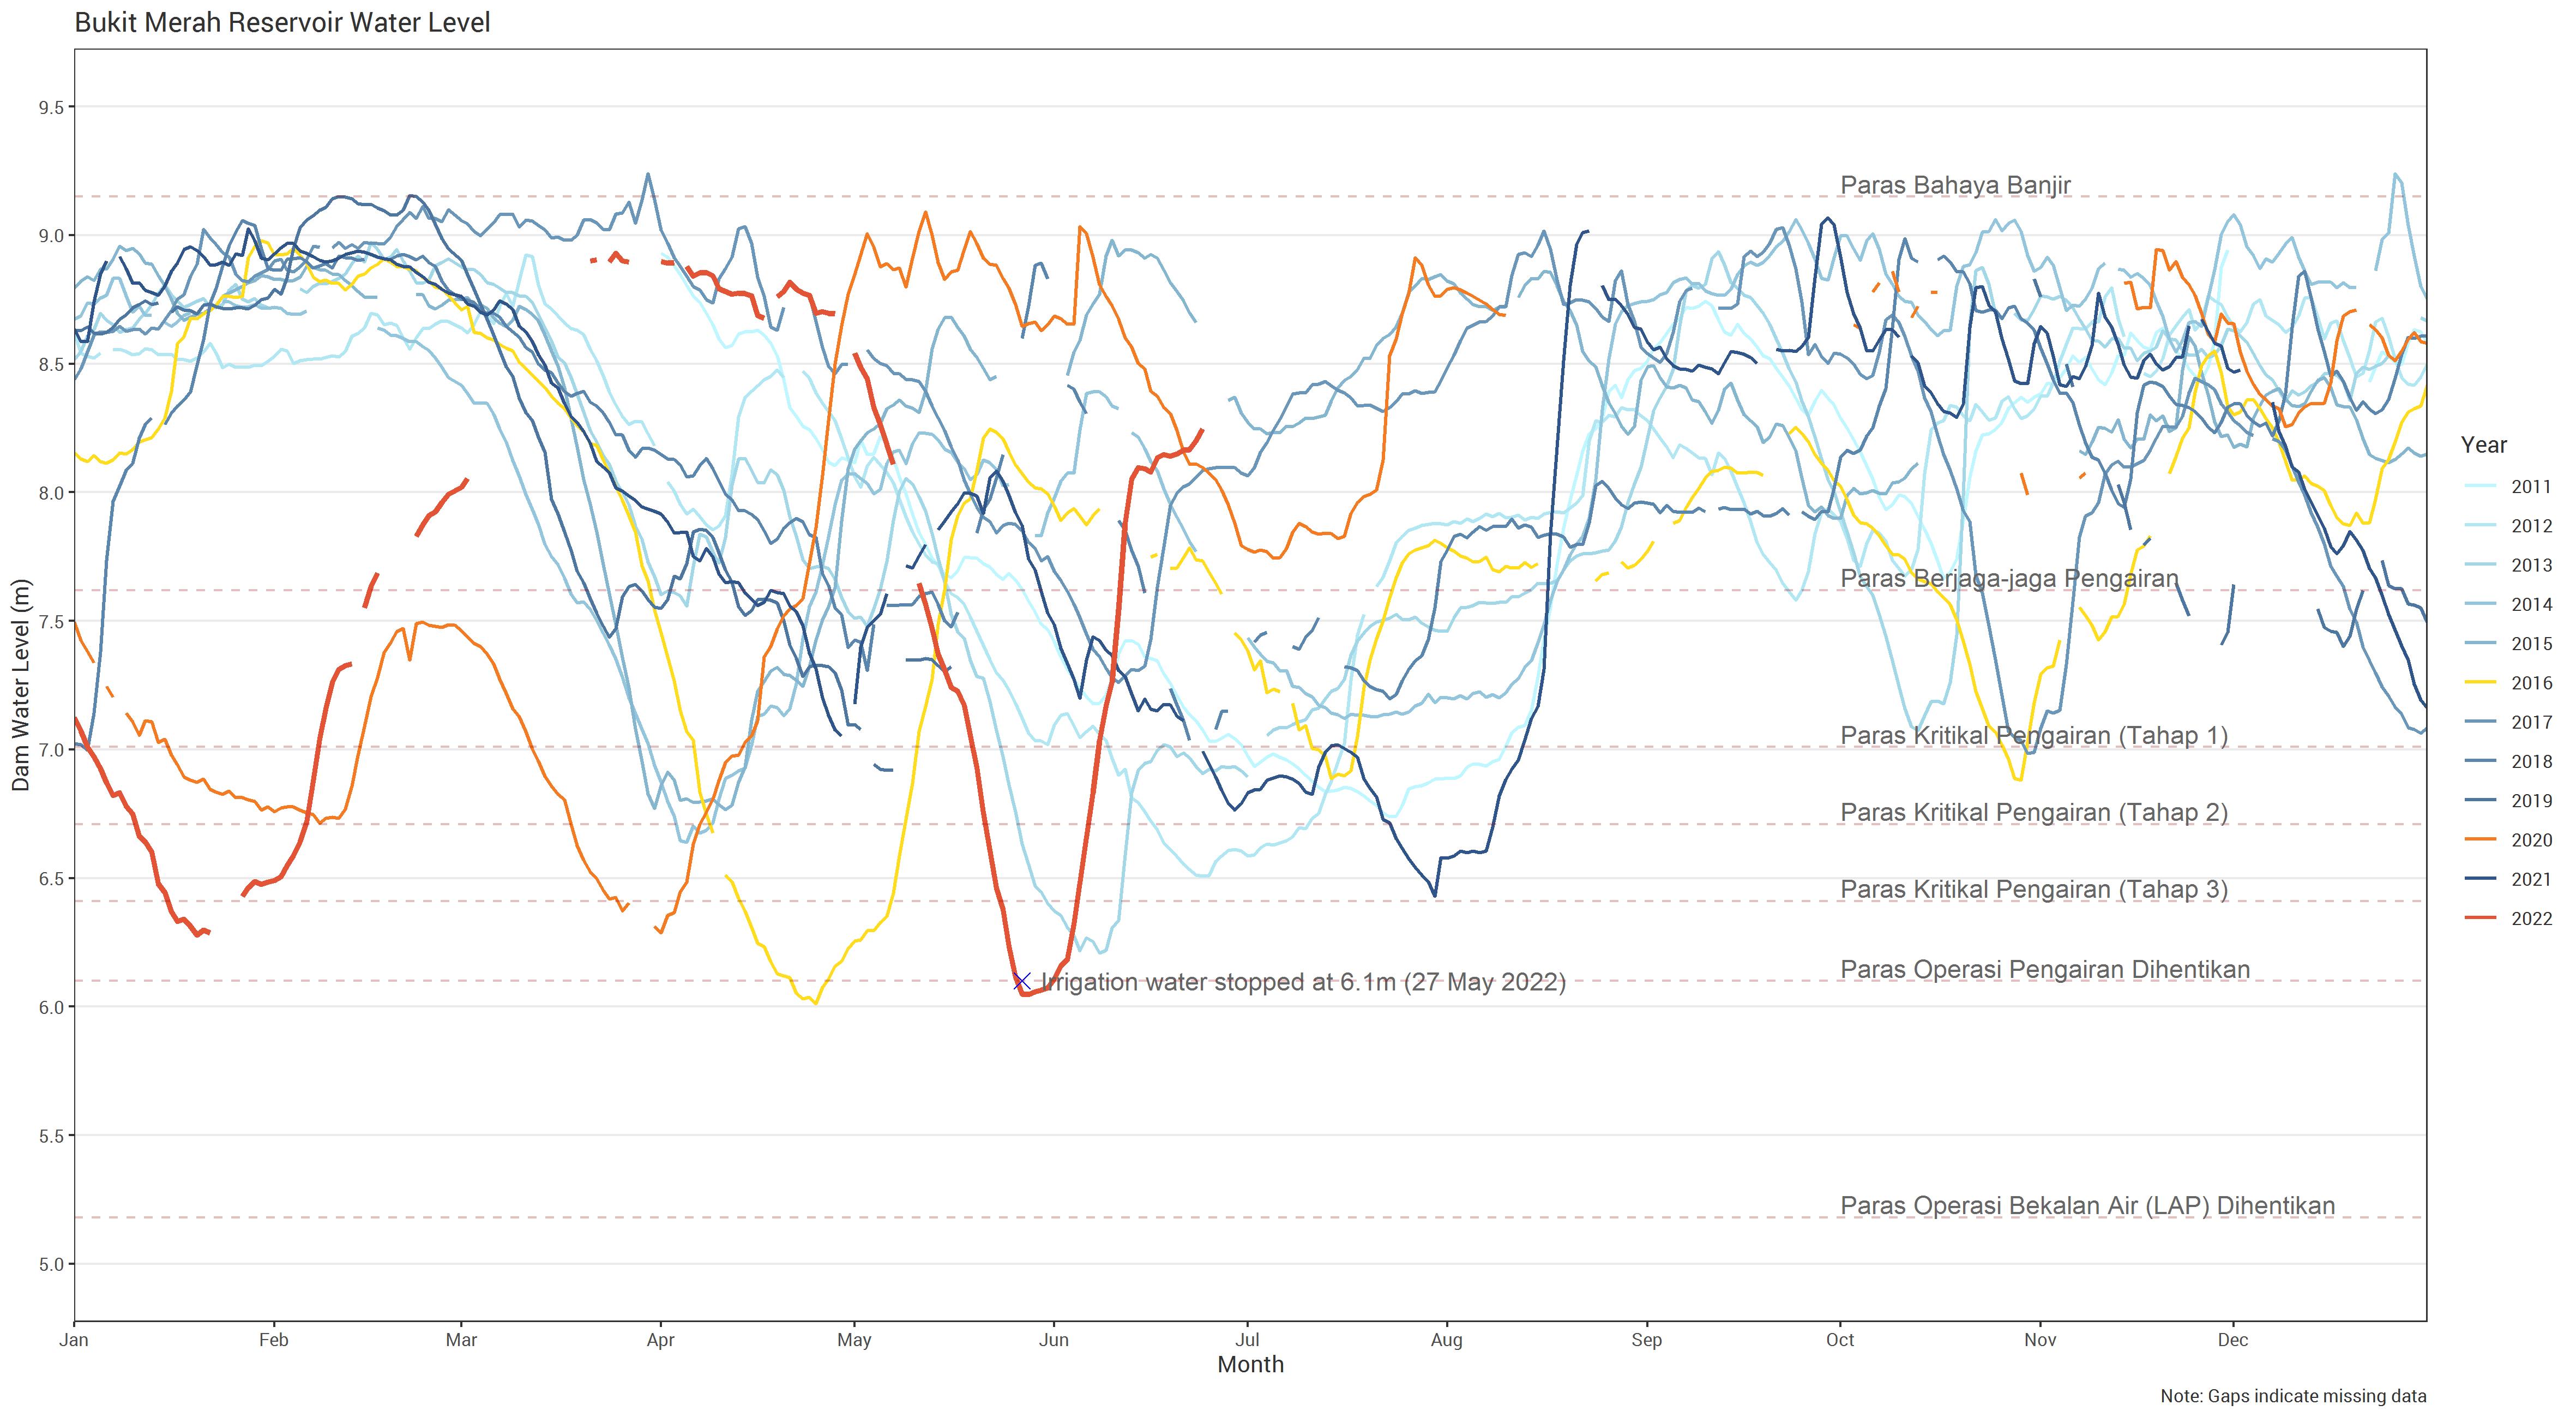 Bukit Merah Reservoir Water Level
9.5
9.0
8.5
8.0
7.5
7.0
6.5
6.0
5.5
5.0
Dam Water Level (m)
Paras Bahaya Banjir
Paras Berjaga-jaga Pengairan
Paras Kritikal Pengairan (Tahap 1)
Paras Kritikal Pengairan (Tahap 2)
Paras Kritikal Pengairan (Tahap 3)
Paras Operasi Pengairan Dihentikan
Irrigation water stopped at 6.1m (27 May 2022)
Paras Operasi Bekalan Air (LAP) Dihentikan
Jan Feb Mar Apr May Jun Jul Aug Sep Oct Nov Dec
Month
Year
2011
2012
2013
2014
2015
2016
2017
2018
2019
2020
2021
2022
Note: Gaps indicate missing data